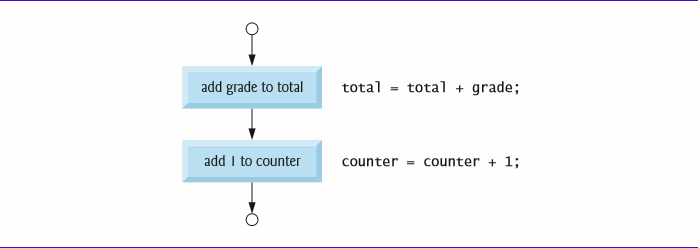 add grade to total
total = total + grade;
add 1 to counter
counter = counter + 1;